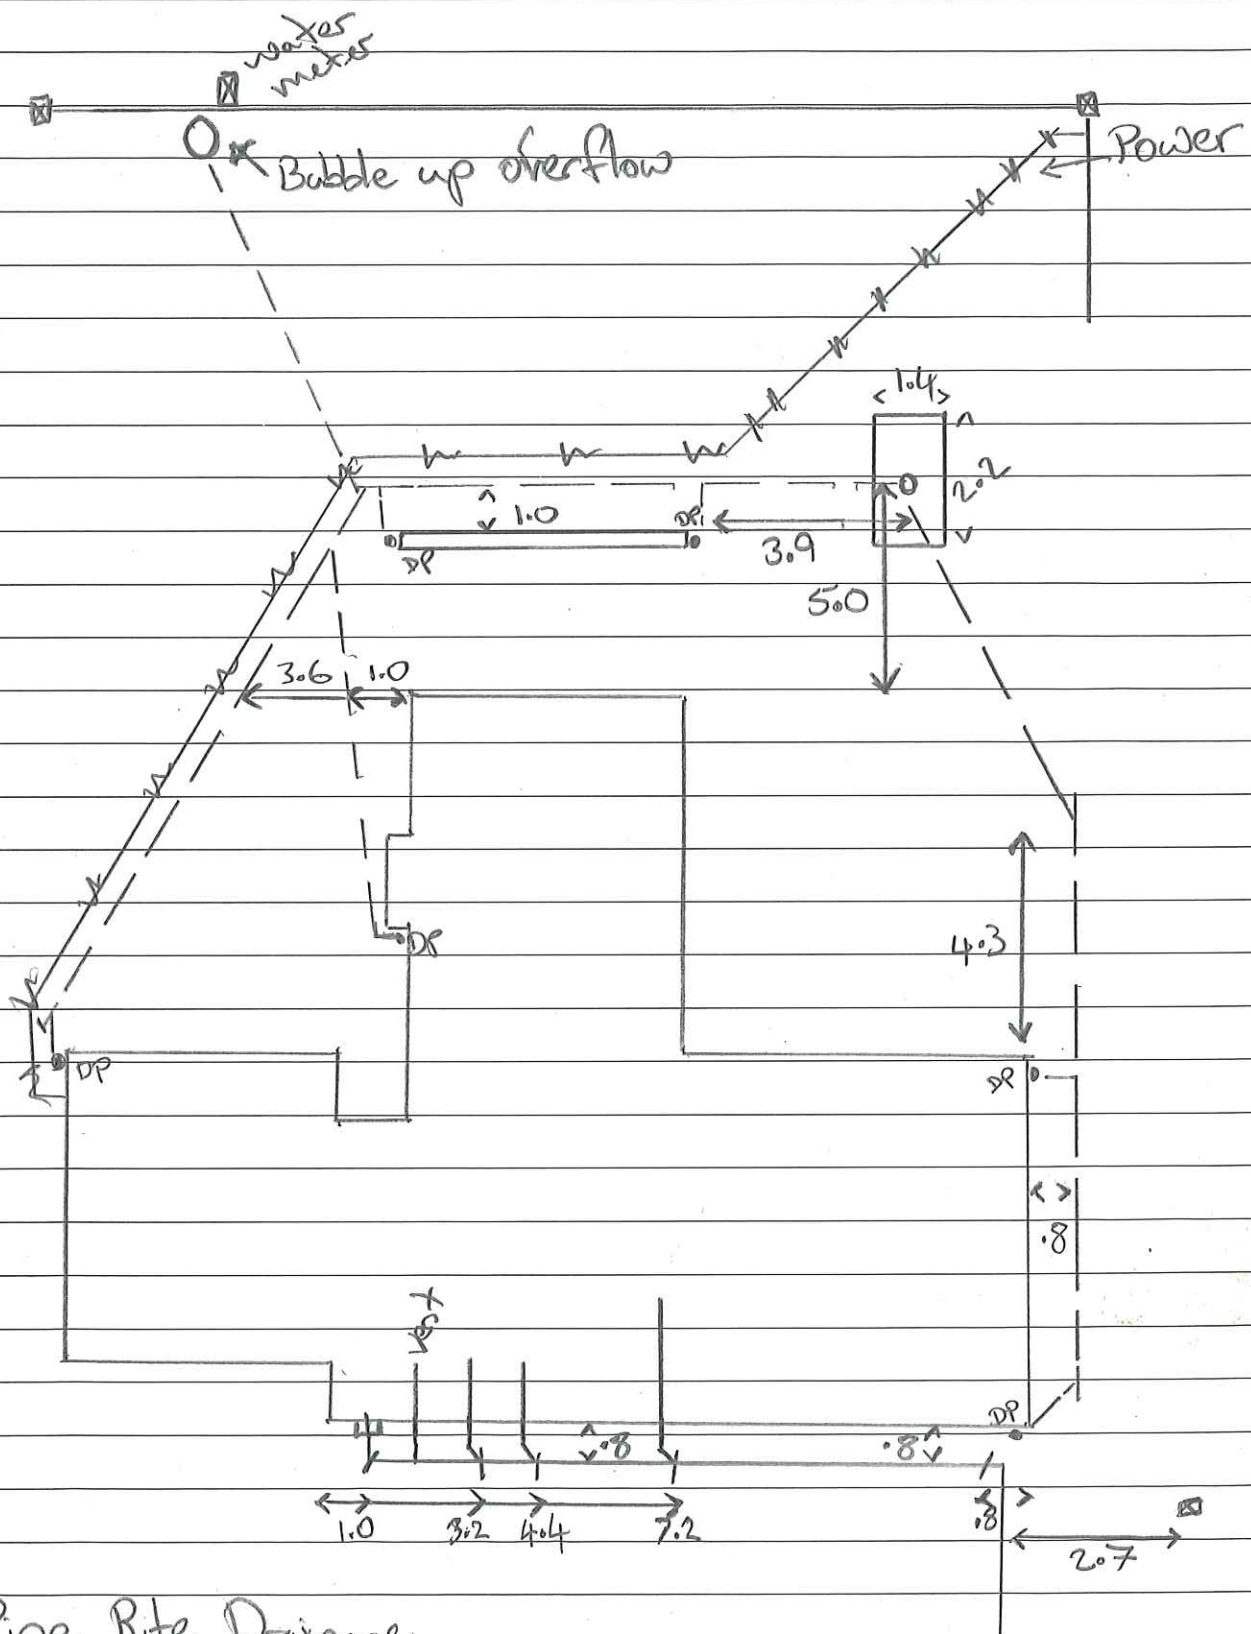 water
meter
Power
Bubble up overflow
1.4
2.2
1.0
DP
DP
3.9
5.0
3.6
1.0
DP
4.3
DP
DP
.8
Vent
DP
.8
.8
1.0
3.2
4.4
7.2
.8
2.7
Rite Drainage